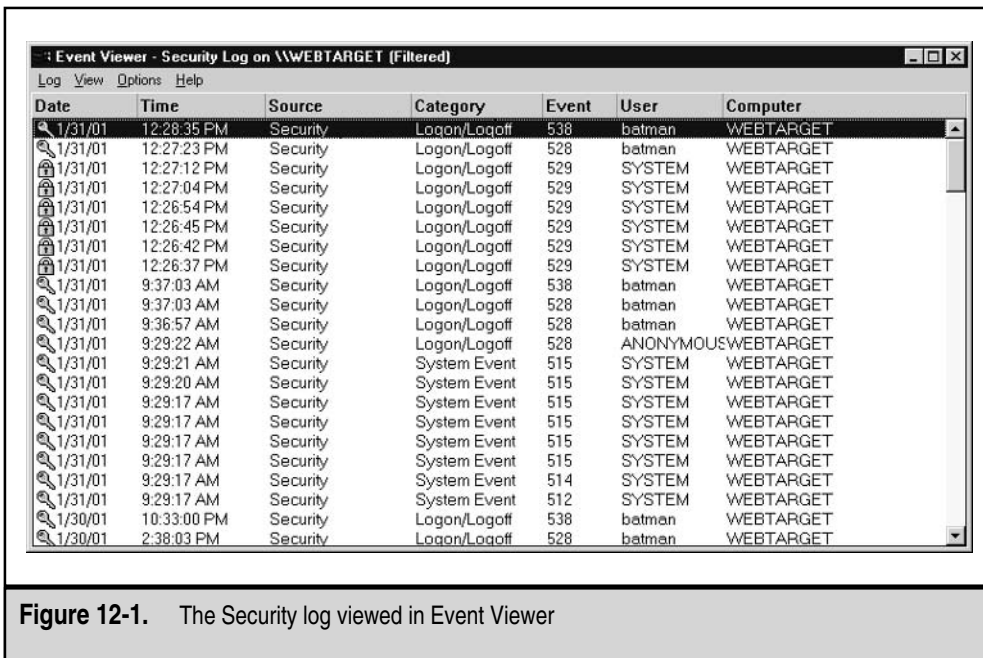 Event Viewer - Security Log on \\WEBTARGET (Filtered)
Log View Options Help
Date Time Source Category Event User Computer
1/31/01 12:28:35 PM Security Logon/Logoff 538 batman WEBTARGET
1/31/01 12:27:23 PM Security Logon/Logoff 528 batman WEBTARGET
1/31/01 12:27:12 PM Security Logon/Logoff 529 SYSTEM WEBTARGET
1/31/01 12:27:04 PM Security Logon/Logoff 529 SYSTEM WEBTARGET
1/31/01 12:26:54 PM Security Logon/Logoff 529 SYSTEM WEBTARGET
1/31/01 12:26:45 PM Security Logon/Logoff 529 SYSTEM WEBTARGET
1/31/01 12:26:42 PM Security Logon/Logoff 529 SYSTEM WEBTARGET
1/31/01 12:26:37 PM Security Logon/Logoff 529 SYSTEM WEBTARGET
1/31/01 9:37:03 AM Security Logon/Logoff 538 batman WEBTARGET
1/31/01 9:37:03 AM Security Logon/Logoff 528 batman WEBTARGET
1/31/01 9:36:57 AM Security Logon/Logoff 528 batman WEBTARGET
1/31/01 9:29:22 AM Security Logon/Logoff 528 ANONYMOUS WEBTARGET
1/31/01 9:29:21 AM Security System Event 515 SYSTEM WEBTARGET
1/31/01 9:29:20 AM Security System Event 515 SYSTEM WEBTARGET
1/31/01 9:29:17 AM Security System Event 515 SYSTEM WEBTARGET
1/31/01 9:29:17 AM Security System Event 515 SYSTEM WEBTARGET
1/31/01 9:29:17 AM Security System Event 515 SYSTEM WEBTARGET
1/31/01 9:29:17 AM Security System Event 515 SYSTEM WEBTARGET
1/31/01 9:29:17 AM Security System Event 514 SYSTEM WEBTARGET
1/31/01 9:29:17 AM Security System Event 512 SYSTEM WEBTARGET
1/30/01 10:33:00 PM Security Logon/Logoff 538 batman WEBTARGET
1/30/01 2:38:03 PM Security Logon/Logoff 528 batman WEBTARGET
Figure 12-1. The Security log viewed in Event Viewer